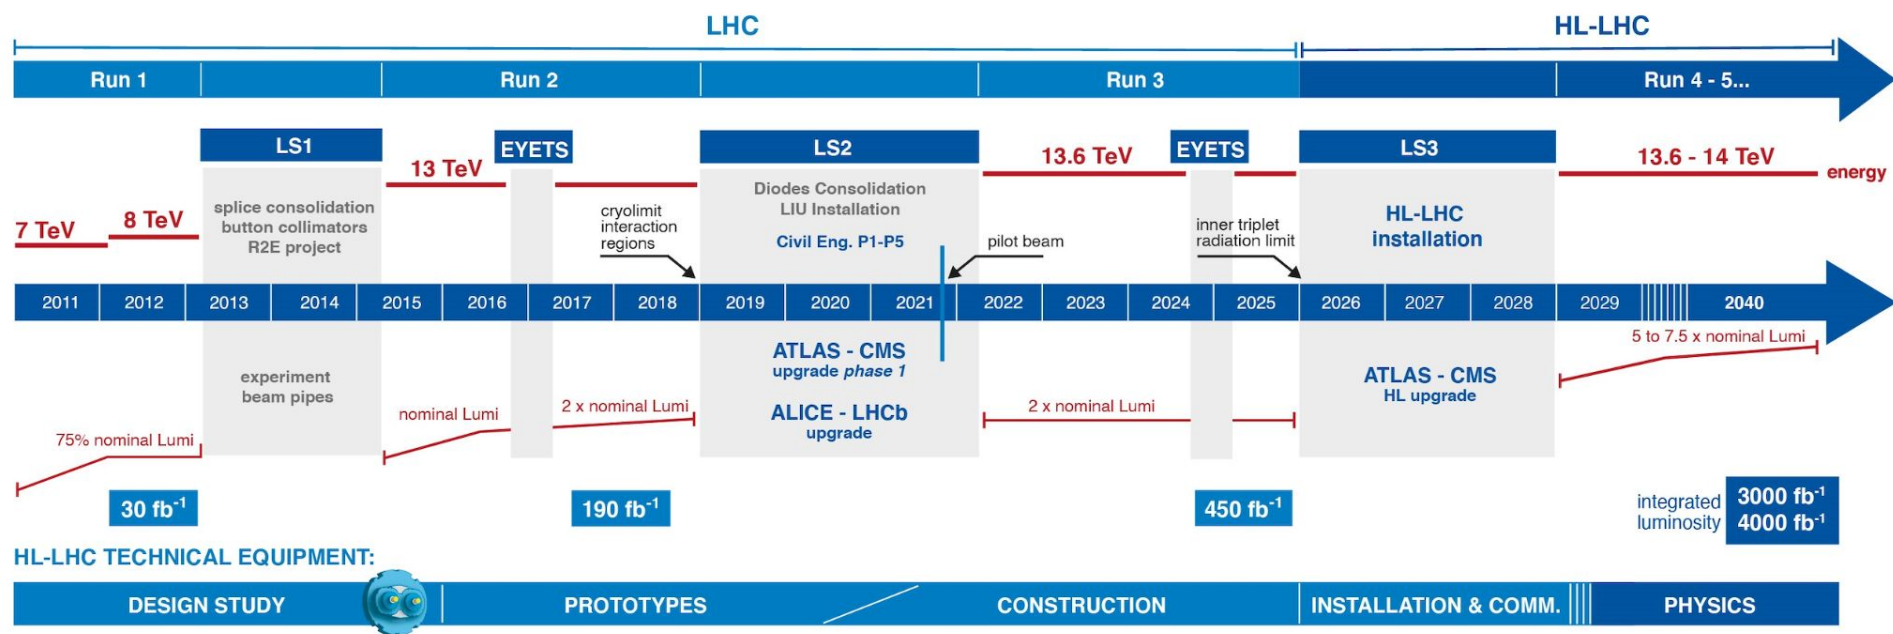 LHC
HL-LHC
Run 1
Run 2
Run 3
Run 4 - 5...
LS1
EYETS
LS2
EYETS
LS3
7 TeV
8 TeV
13 TeV
13.6 TeV
13.6 - 14 TeV
energy
splice consolidation
button collimators
R2E project
cryolimit
interaction
regions
Diodes Consolidation
LIU Installation
Civil Eng. P1-P5
pilot beam
inner triplet
radiation limit
HL-LHC
installation
2011 2012 2013 2014 2015 2016 2017 2018 2019 2020 2021 2022 2023 2024 2025 2026 2027 2028 2029 2040
75% nominal Lumi
experiment
beam pipes
nominal Lumi
2 x nominal Lumi
ATLAS - CMS
upgrade phase 1
ALICE - LHCb
upgrade
2 x nominal Lumi
ATLAS - CMS
HL upgrade
5 to 7.5 x nominal Lumi
30 fb⁻¹
190 fb⁻¹
450 fb⁻¹
integrated
luminosity
3000 fb⁻¹
4000 fb⁻¹
HL-LHC TECHNICAL EQUIPMENT:
DESIGN STUDY
PROTOTYPES
CONSTRUCTION
INSTALLATION & COMM.
PHYSICS